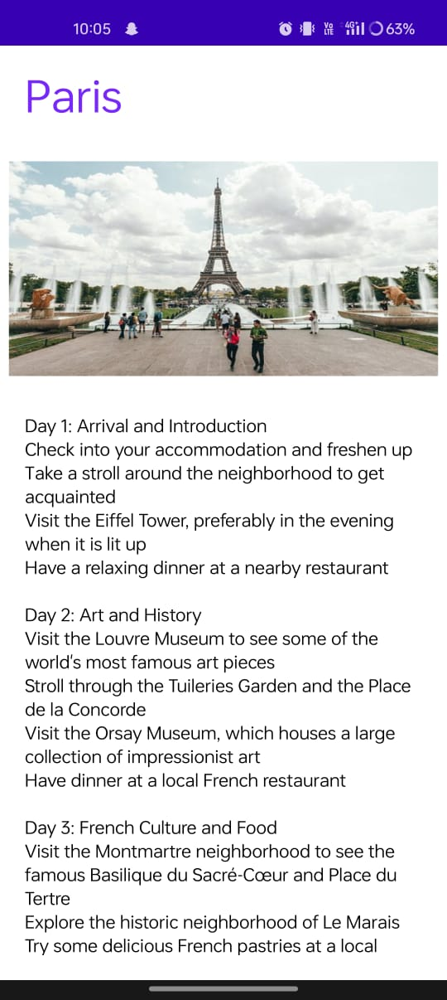 10:05
Vo
LTE
4G+
63%
Paris
Day 1: Arrival and Introduction
Check into your accommodation and freshen up
Take a stroll around the neighborhood to get
acquainted
Visit the Eiffel Tower, preferably in the evening
when it is lit up
Have a relaxing dinner at a nearby restaurant
Day 2: Art and History
Visit the Louvre Museum to see some of the
world's most famous art pieces
Stroll through the Tuileries Garden and the Place
de la Concorde
Visit the Orsay Museum, which houses a large
collection of impressionist art
Have dinner at a local French restaurant
Day 3: French Culture and Food
Visit the Montmartre neighborhood to see the
famous Basilique du Sacré-Cœur and Place du
Tertre
Explore the historic neighborhood of Le Marais
Try some delicious French pastries at a local